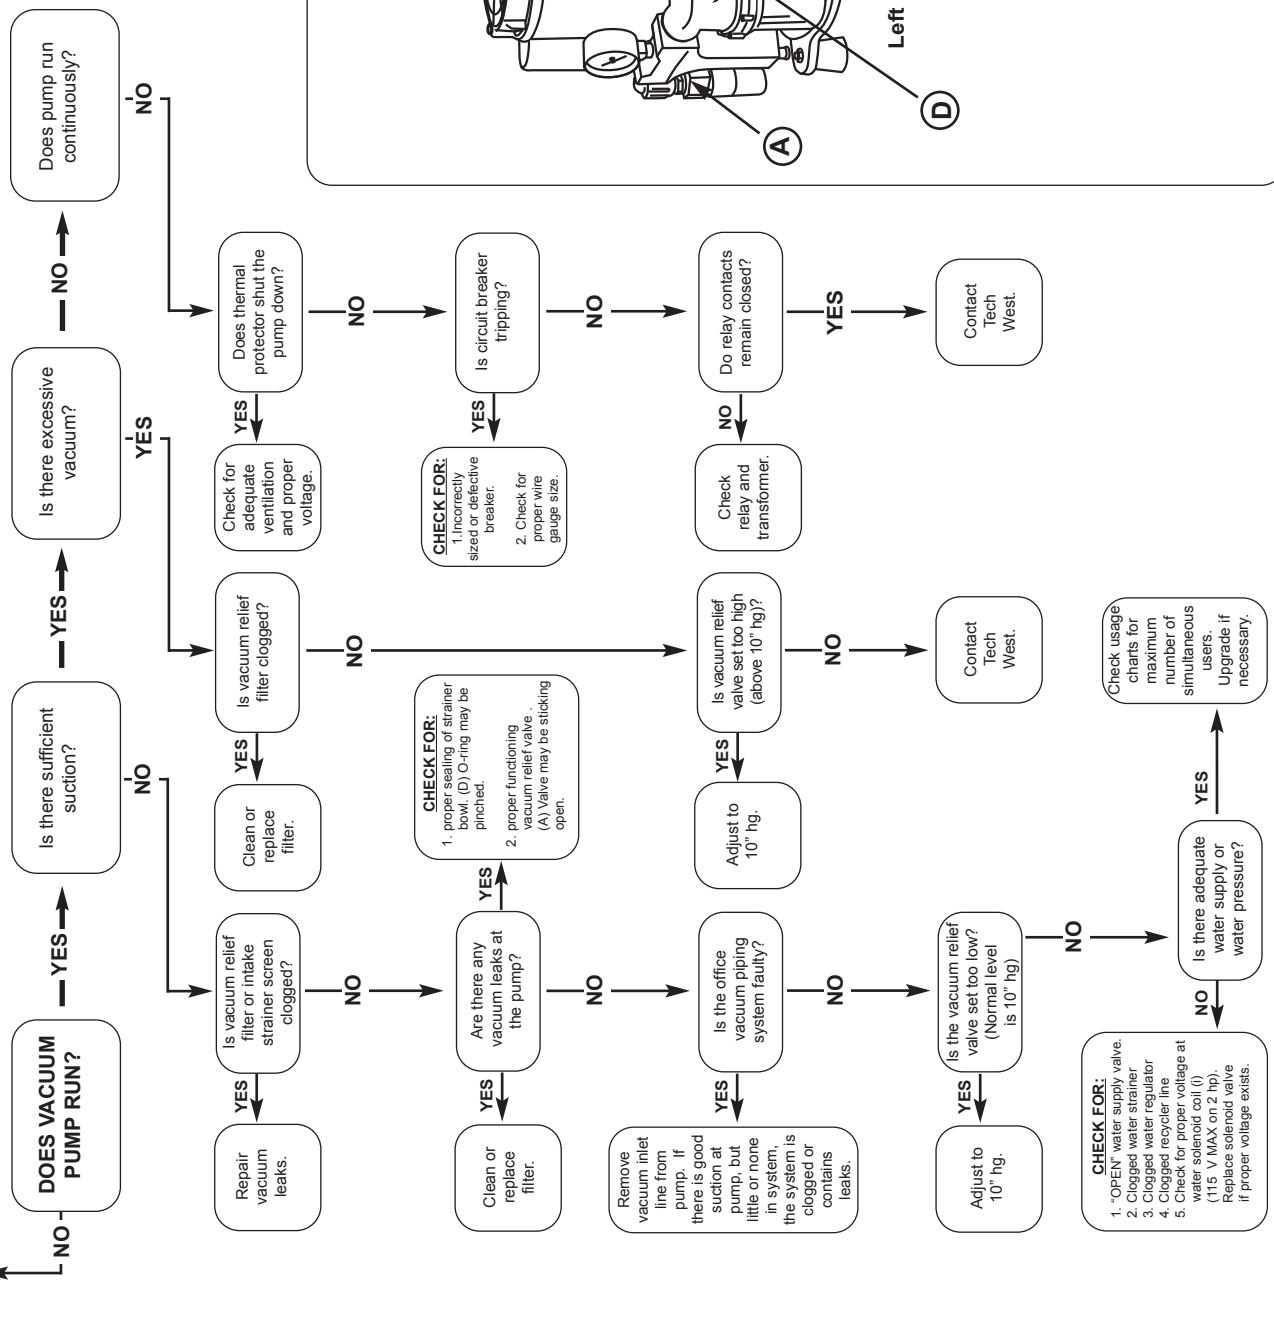 DOES VACUUM
PUMP RUN?
NO
YES
Is there sufficient
suction?
YES
Is there excessive
vacuum?
NO
Does pump run
continuously?
NO
YES
NO
Is vacuum relief
filter or intake
strainer screen
clogged?
YES
Repair
vacuum
leaks.
NO
Are there any
vacuum leaks at
the pump?
YES
Clean or
replace
filter.
YES
CHECK FOR:
1. proper sealing of strainer
bowl. (D)) O-ring may be
pinched.
2. proper functioning
vacuum relief valve .
(A) Valve may be sticking
open.
NO
Is the office
vacuum piping
system faulty?
YES
Remove
vacuum inlet
line from
pump. If
there is good
suction at
pump, but
little or none
in system,
the system is
clogged or
contains
leaks.
NO
Is the vacuum relief
valve set too low?
(Normal level
is 10" hg)
YES
Adjust to
10" hg.
NO
Is there adequate
water supply or
water pressure?
NO
CHECK FOR:
1. "OPEN" water supply valve.
2. Clogged water strainer
3. Clogged water regulator
4. Clogged recycler line
5. Check for proper voltage at
water solenoid coil (i)
(115 V MAX on 2 hp).
Replace solenoid valve
if proper voltage exists.
YES
Check usage
charts for
maximum
number of
simultaneous
users.
Upgrade if
necessary.
Is vacuum relief
filter clogged?
YES
Clean or
replace
filter.
NO
Is vacuum relief
valve set too high
(above 10" hg)?
YES
Adjust to
10" hg.
NO
Contact
Tech
West.
Does thermal
protector shut the
pump down?
YES
Check for
adequate
ventilation
and proper
voltage.
NO
Is circuit breaker
tripping?
YES
CHECK FOR:
1.Incorrectly
sized or defective
breaker.
2. Check for
proper wire
gauge size.
NO
Do relay contacts
remain closed?
NO
Check
relay and
transformer.
YES
Contact
Tech
West.
A
D
Left